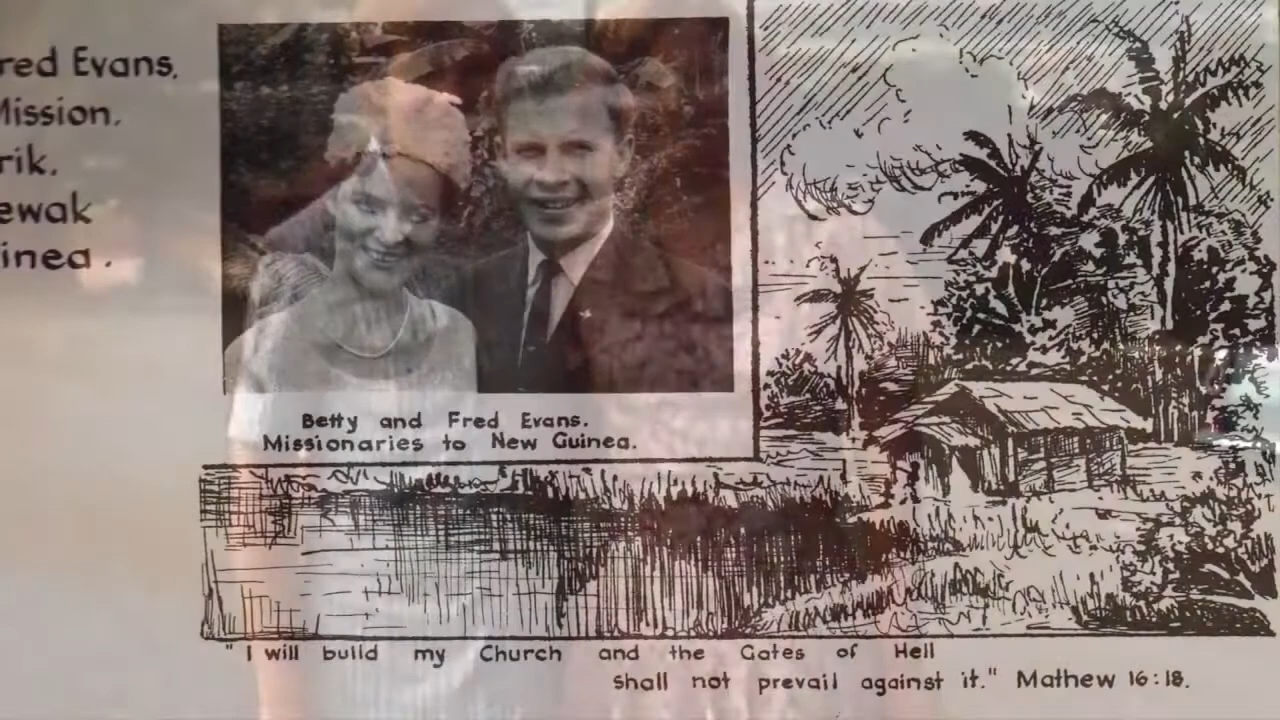 red Evans.
Mission.
rik.
ewak
inea.
Betty and Fred Evans.
Missionaries to New Guinea.
"I will build my Church and the Gates of Hell
shall not prevail against it." Mathew 16:18.